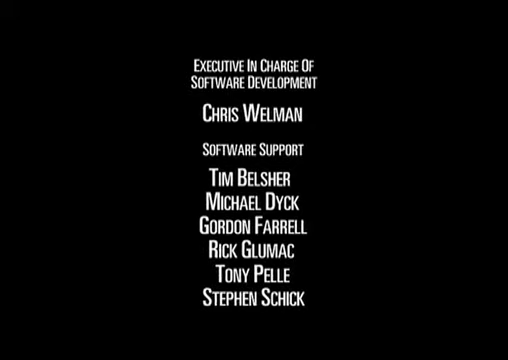 Executive In Charge Of
Software Development
Chris Welman
Software Support
Tim Belsher
Michael Dyck
Gordon Farrell
Rick Glumac
Tony Pelle
Stephen Schick